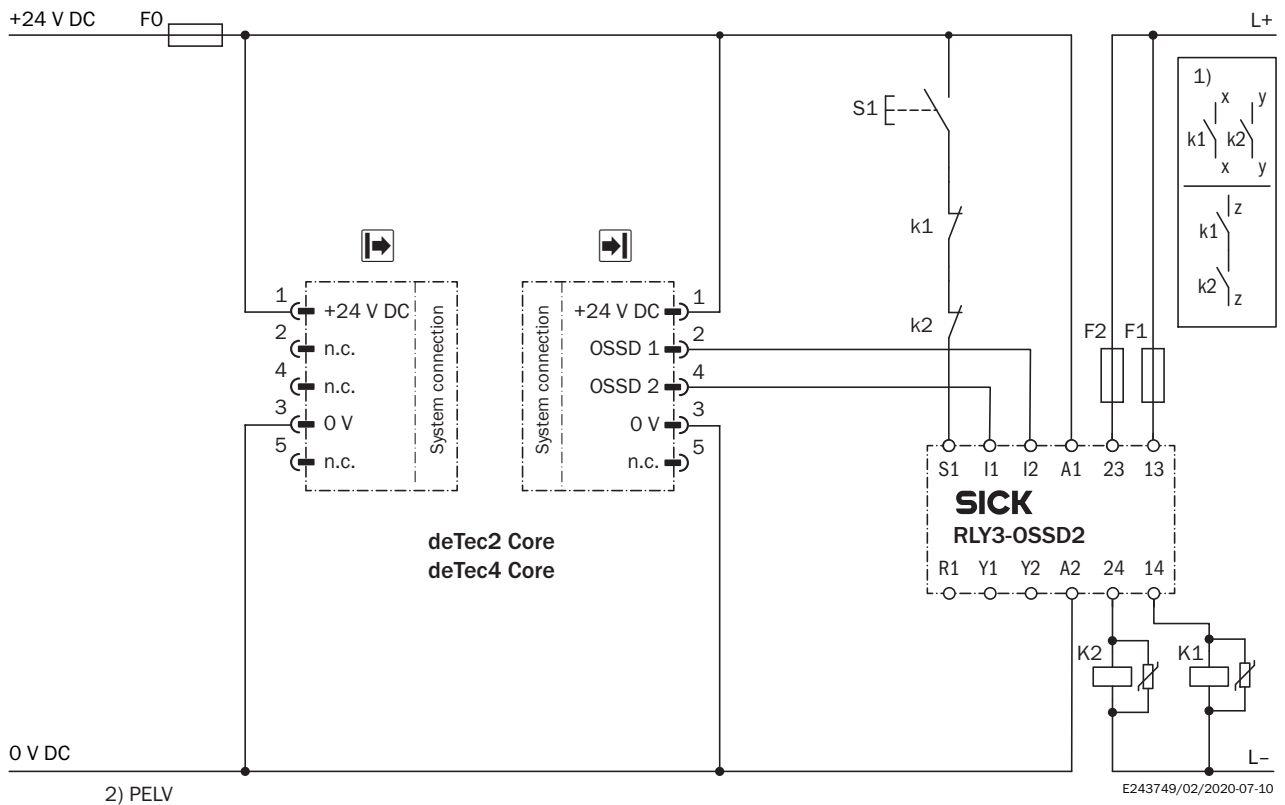 +24 V DC
F0
L+
1)
x
y
k1
k2
x
y
z
k1
k2
z
S1
k1
k2
F2
F1
1
+24 V DC
2
n.c.
4
n.c.
3
0 V
5
n.c.
System connection
System connection
+24 V DC
1
OSSD 1
2
OSSD 2
4
0 V
3
n.c.
5
deTec2 Core
deTec4 Core
S1 I1 I2 A1 23 13
SICK
RLY3-OSSD2
R1 Y1 Y2 A2 24 14
K2
K1
0 V DC
L–
2) PELV
E243749/02/2020-07-10